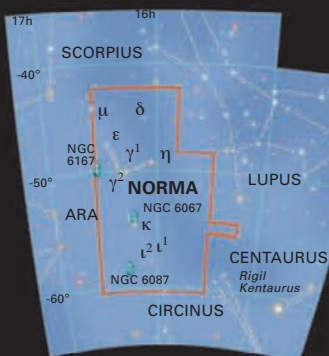 17h
16h
SCORPIUS
-40°
μ
δ
ε
NGC
6167
γ¹
η
-50°
γ²
NORMA
LUPUS
ARA
NGC 6067
κ
ι² ι¹
CENTAURUS
Rigil
Kentaurus
NGC 6087
-60°
CIRCINUS